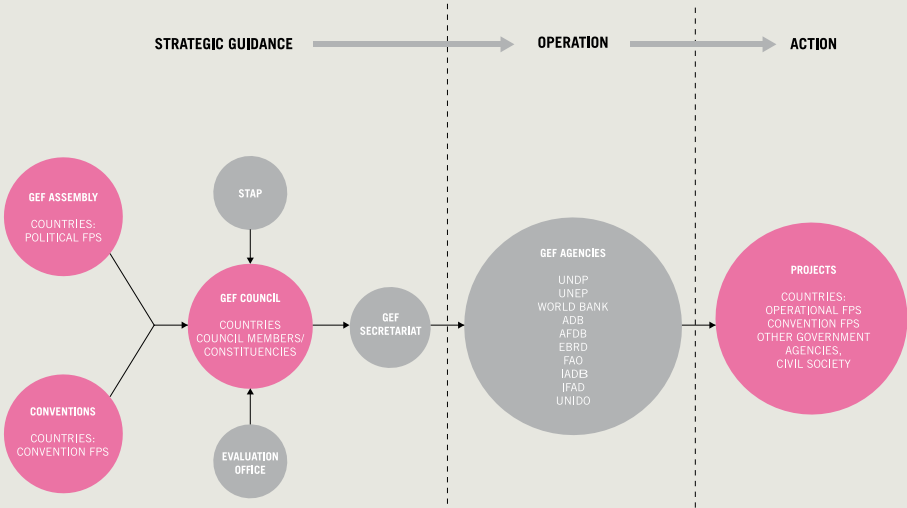 STRATEGIC GUIDANCE
OPERATION
ACTION
GEF ASSEMBLY
COUNTRIES:
POLITICAL FPS
CONVENTIONS
COUNTRIES:
CONVENTION FPS
STAP
GEF COUNCIL
COUNTRIES
COUNCIL MEMBERS/
CONSTITUENCIES
EVALUATION
OFFICE
GEF
SECRETARIAT
GEF AGENCIES
UNDP
UNEP
WORLD BANK
ADB
AFDB
EBRD
FAO
IADB
IFAD
UNIDO
PROJECTS
COUNTRIES:
OPERATIONAL FPS
CONVENTION FPS
OTHER GOVERNMENT
AGENCIES,
CIVIL SOCIETY